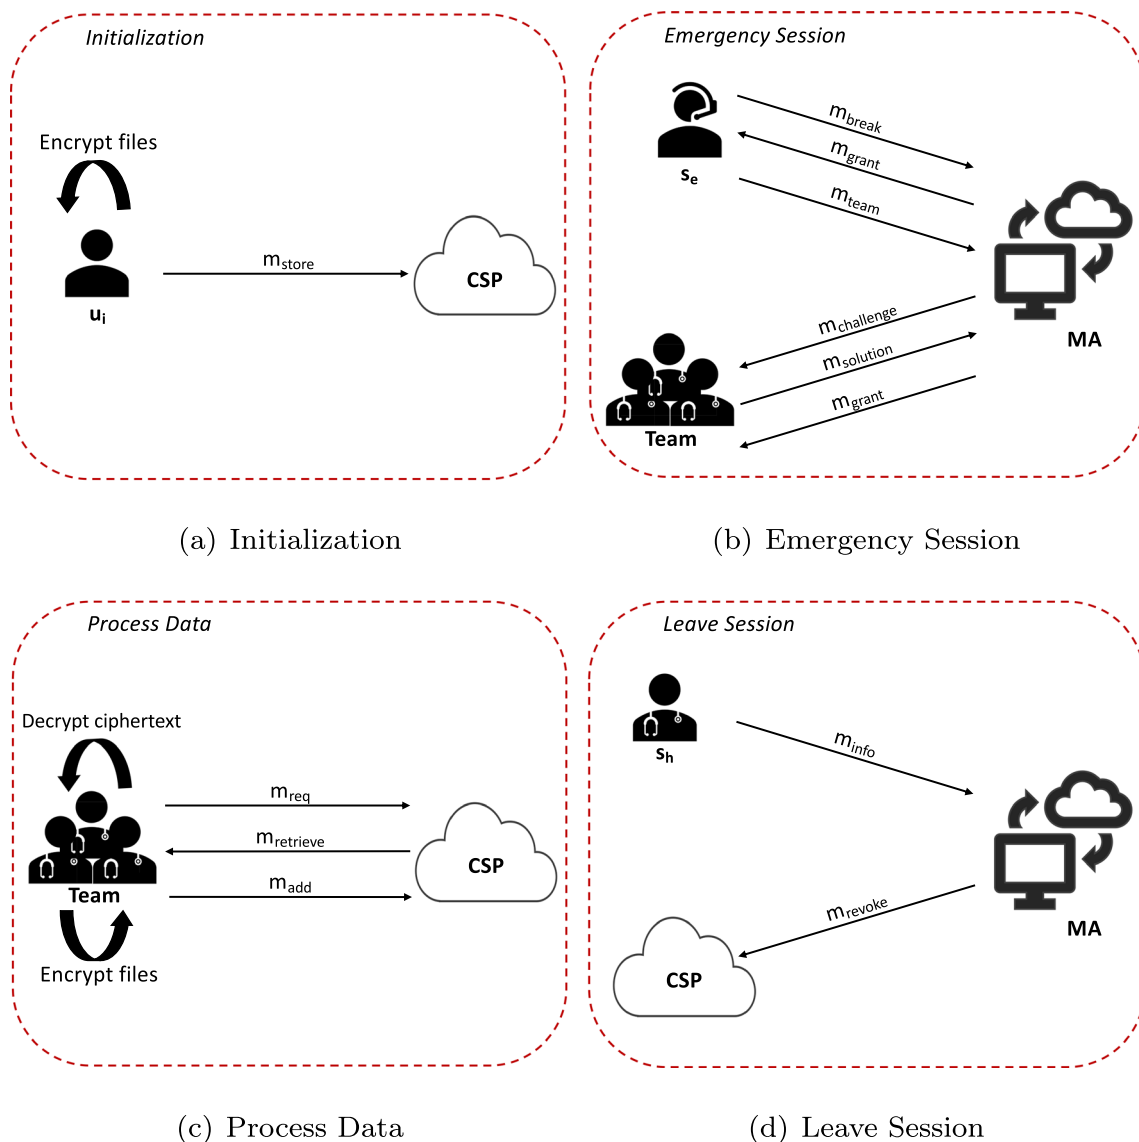 Initialization
Encrypt files
u_i
m_store
CSP
(a) Initialization
Emergency Session
s_e
m_break
m_grant
m_team
MA
m_challenge
m_solution
m_grant
Team
(b) Emergency Session
Process Data
Decrypt ciphertext
m_req
m_retrieve
m_add
Team
CSP
Encrypt files
(c) Process Data
Leave Session
s_h
m_info
MA
m_revoke
CSP
(d) Leave Session